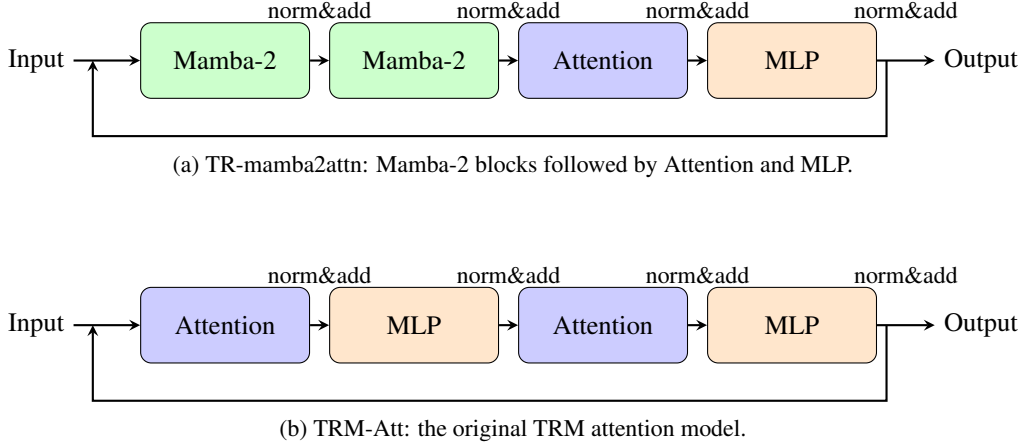 norm&add norm&add norm&add norm&add
Input Mamba-2 Mamba-2 Attention MLP Output
(a) TR-mamba2attn: Mamba-2 blocks followed by Attention and MLP.
norm&add norm&add norm&add norm&add
Input Attention MLP Attention MLP Output
(b) TRM-Att: the original TRM attention model.